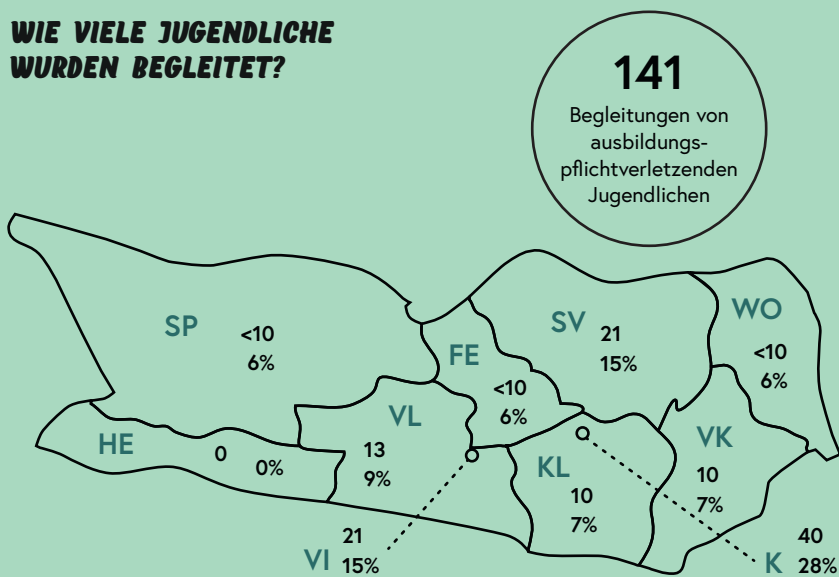 WIE VIELE JUGENDLICHE
WURDEN BEGLEITET?
141
Begleitungen von
ausbildungs-
pflichtverletzenden
Jugendlichen
SP
<10
6%
FE
<10
6%
SV
21
15%
WO
<10
6%
HE
0 0%
VL
13
9%
KL
10
7%
VK
10
7%
VI
21
15%
K
40
28%